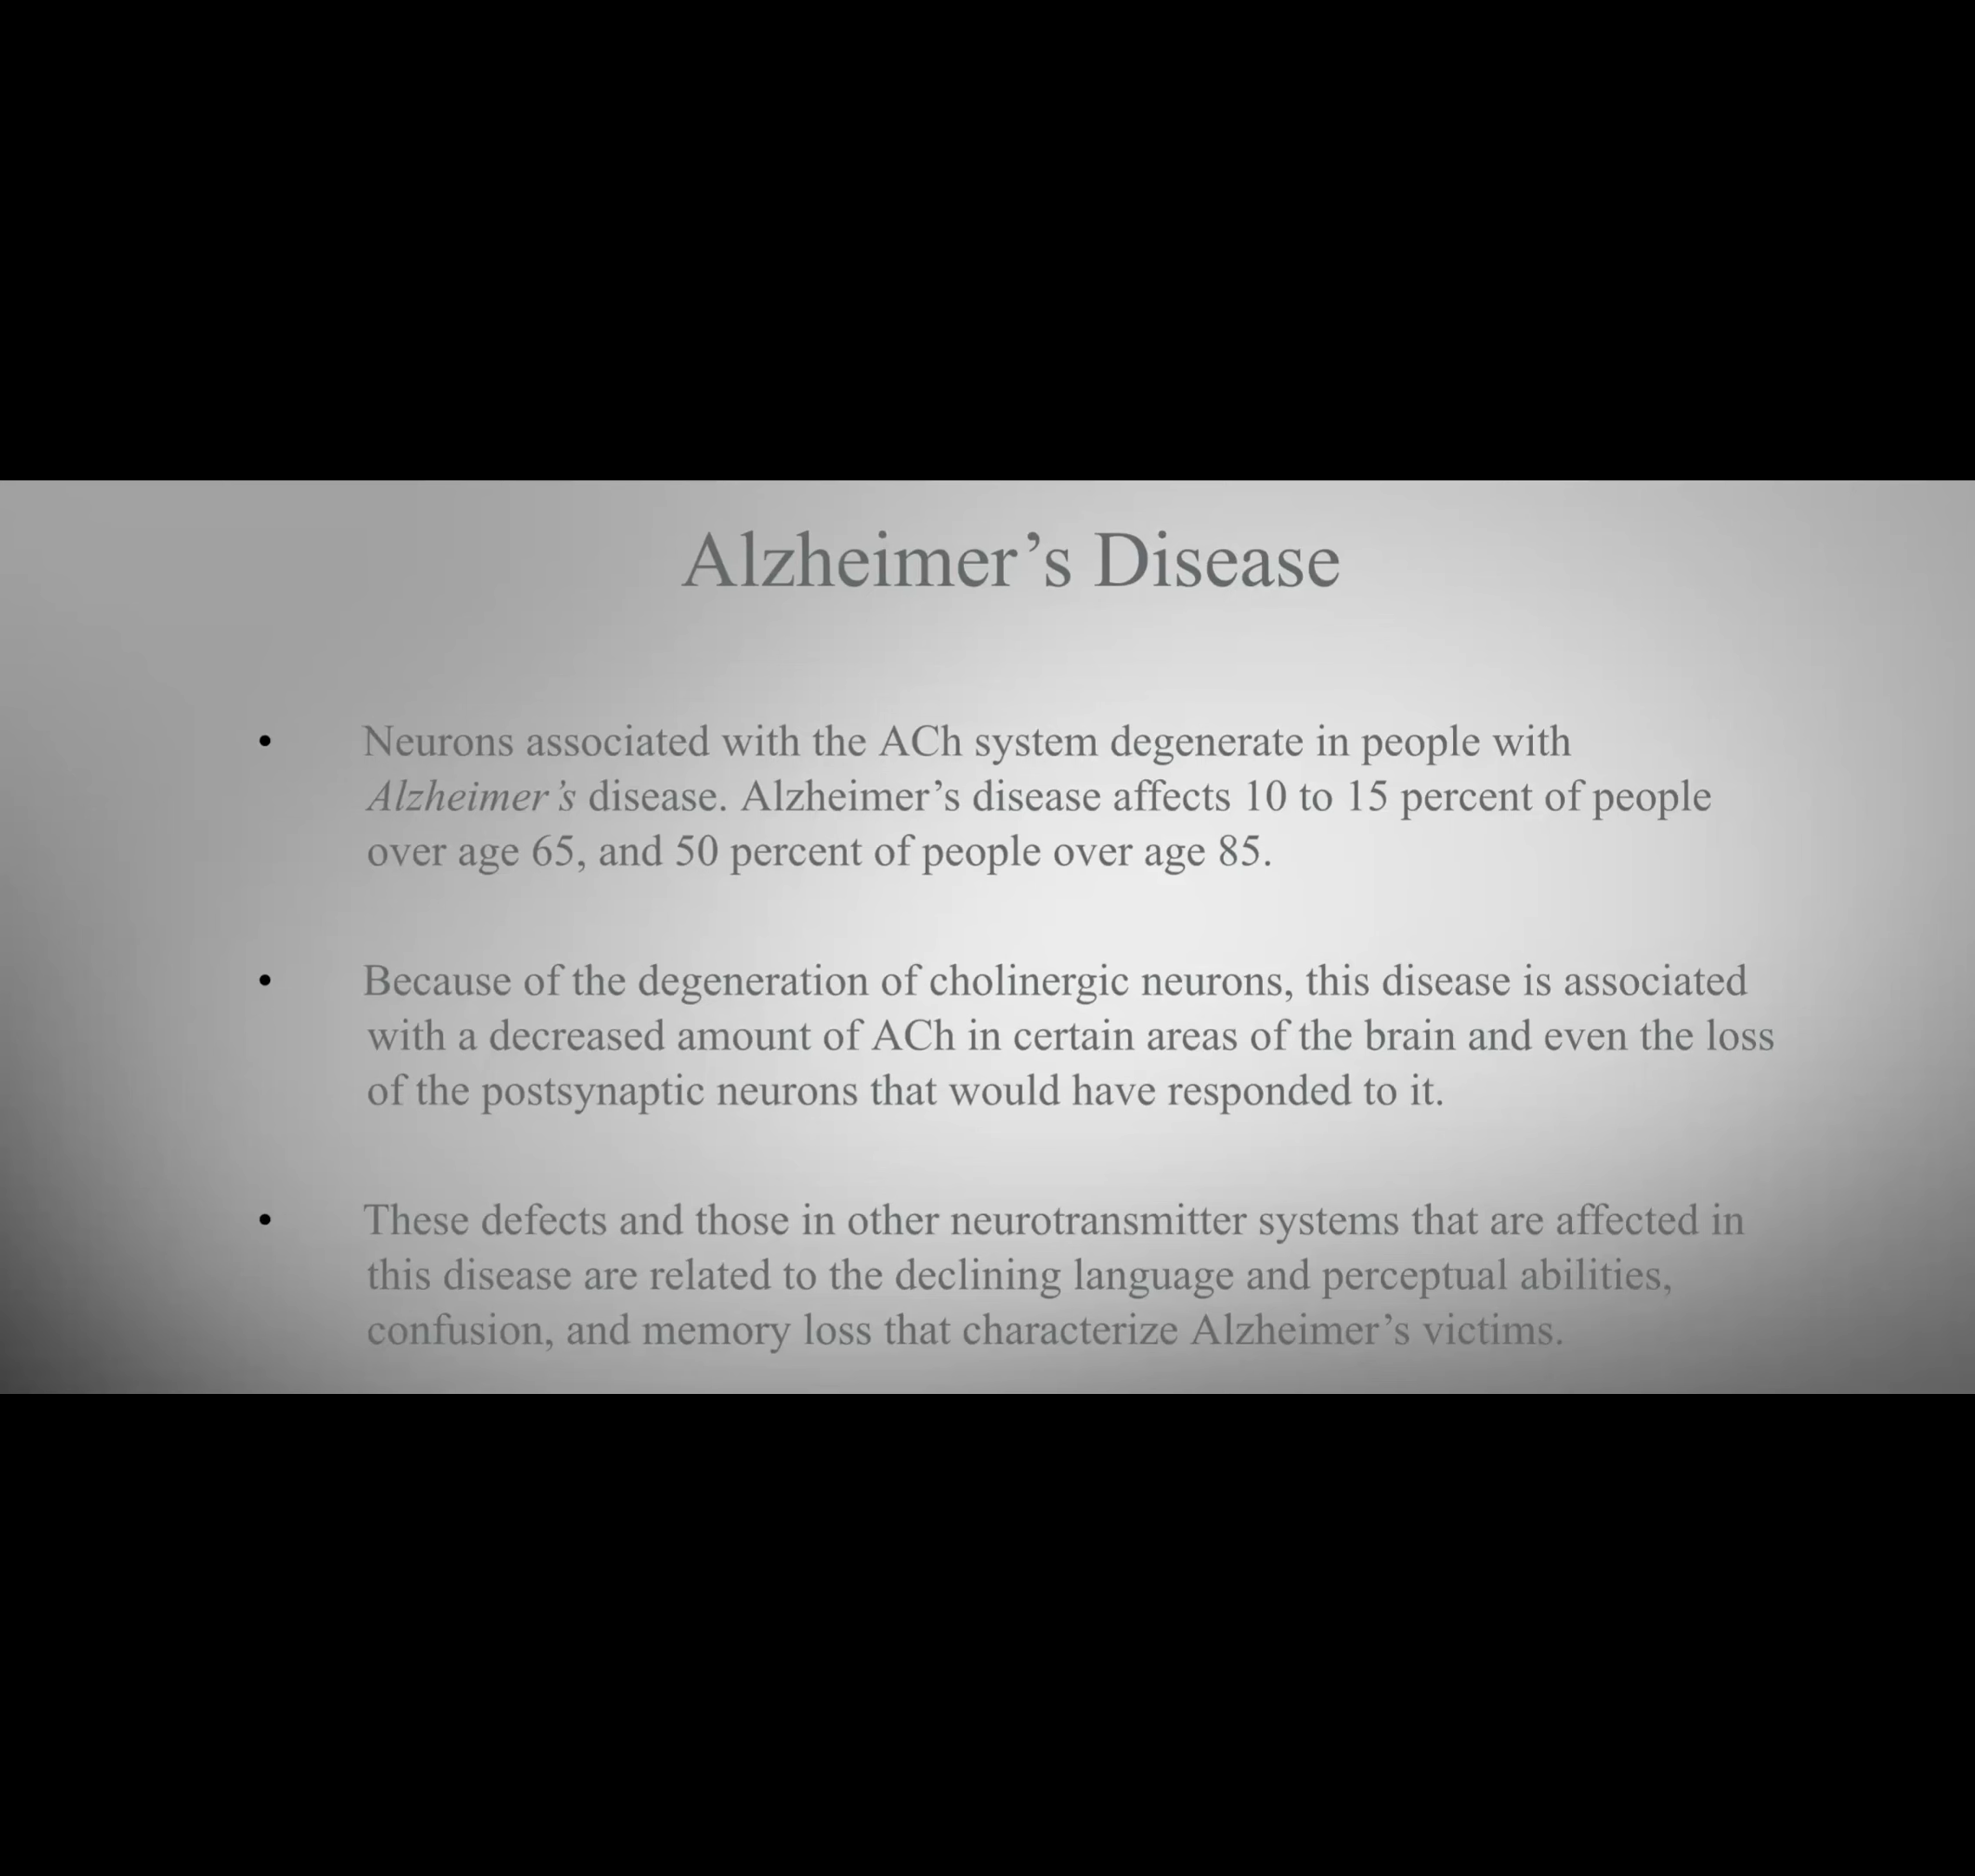 Alzheimer’s Disease
• Neurons associated with the ACh system degenerate in people with
Alzheimer’s disease. Alzheimer’s disease affects 10 to 15 percent of people
over age 65, and 50 percent of people over age 85.
• Because of the degeneration of cholinergic neurons, this disease is associated
with a decreased amount of ACh in certain areas of the brain and even the loss
of the postsynaptic neurons that would have responded to it.
• These defects and those in other neurotransmitter systems that are affected in
this disease are related to the declining language and perceptual abilities,
confusion, and memory loss that characterize Alzheimer’s victims.